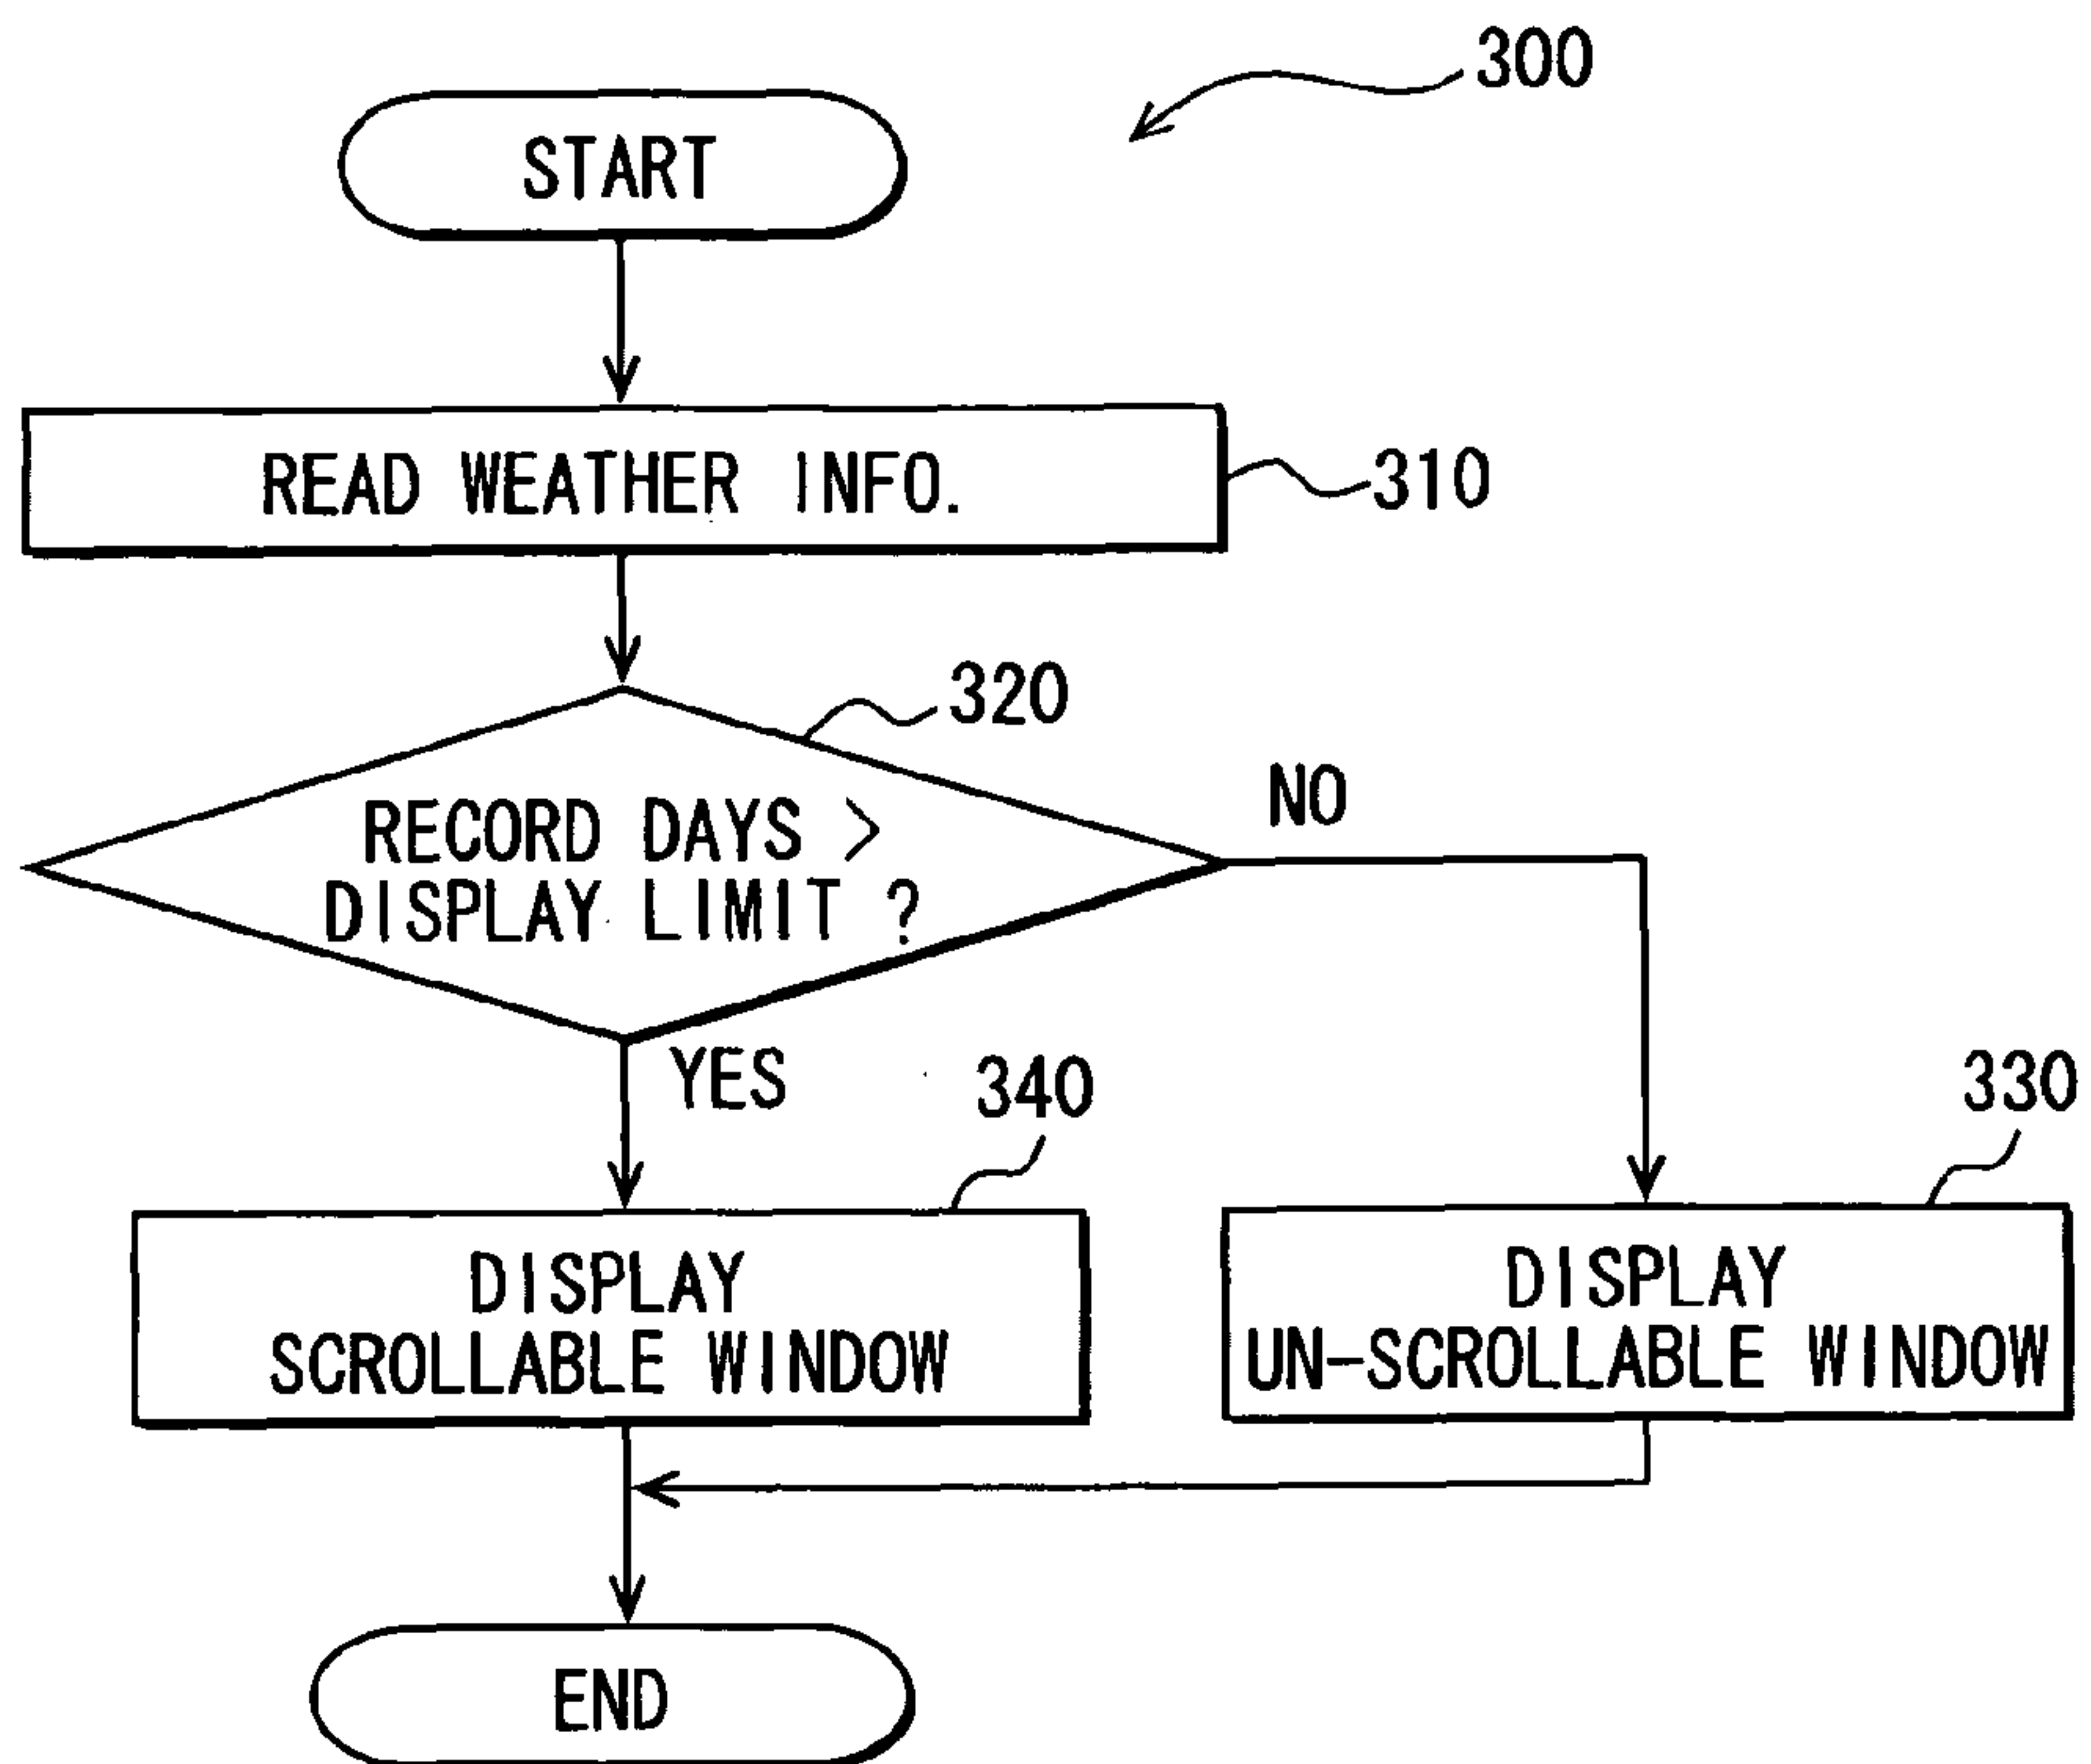 300
START
READ WEATHER INFO.
310
320
RECORD DAYS >
DISPLAY LIMIT ?
NO
YES
340
330
DISPLAY
SCROLLABLE WINDOW
DISPLAY
UN-SCROLLABLE WINDOW
END